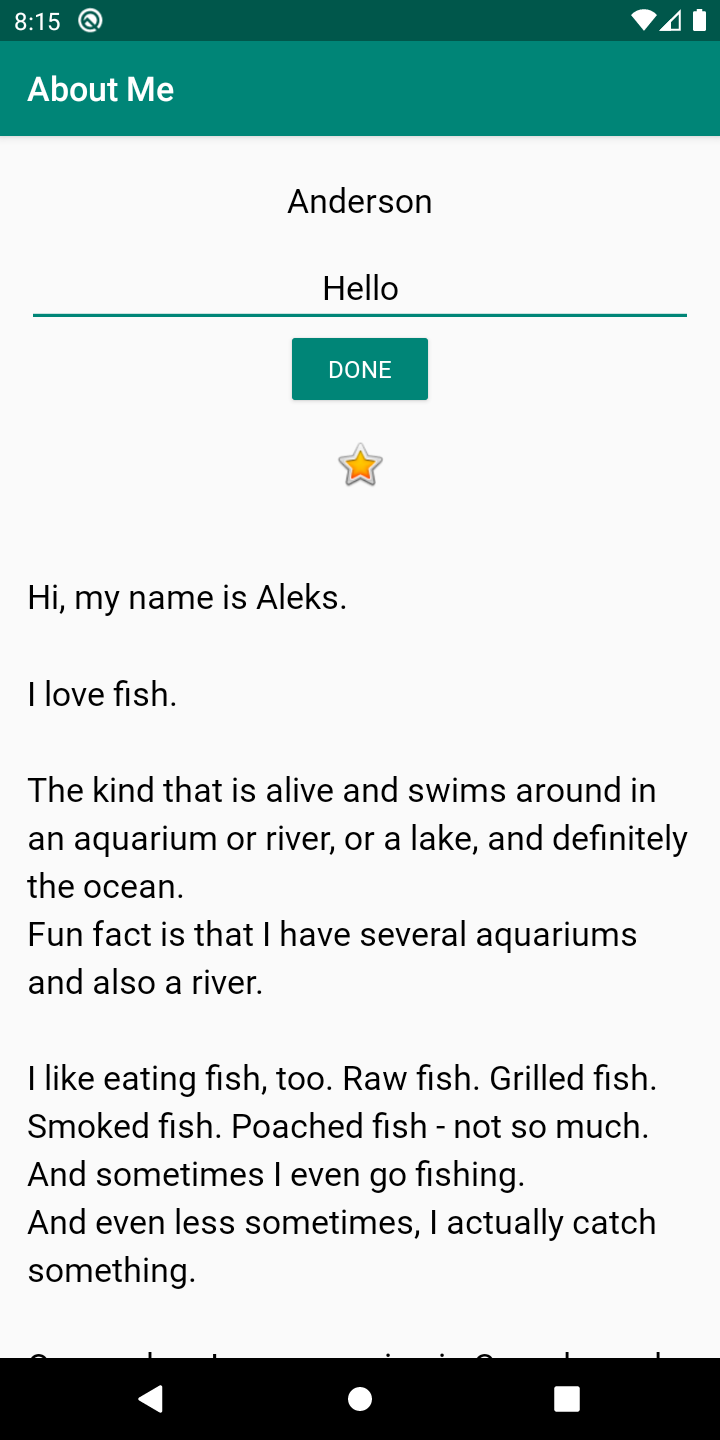 8:15
About Me
Anderson
Hello
DONE
Hi, my name is Aleks.
I love fish.
The kind that is alive and swims around in
an aquarium or river, or a lake, and definitely
the ocean.
Fun fact is that I have several aquariums
and also a river.
I like eating fish, too. Raw fish. Grilled fish.
Smoked fish. Poached fish - not so much.
And sometimes I even go fishing.
And even less sometimes, I actually catch
something.